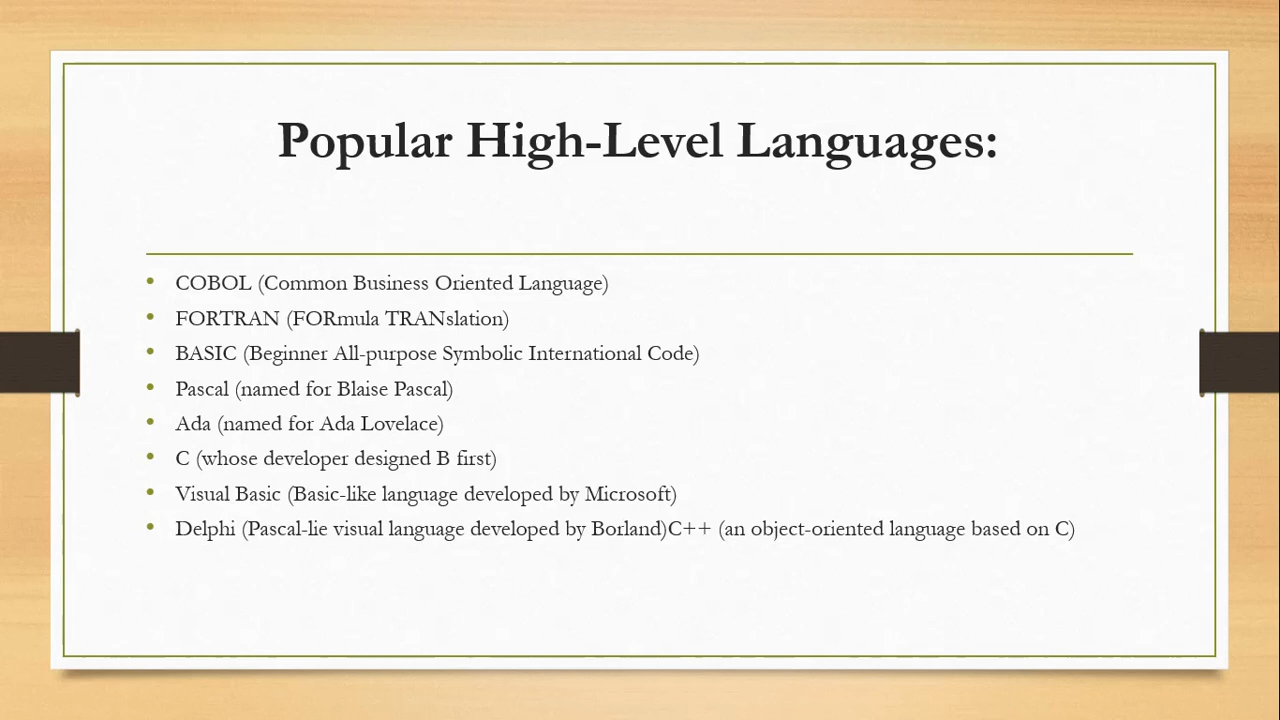 Popular High-Level Languages:
• COBOL (Common Business Oriented Language)
• FORTRAN (FORmula TRANslation)
• BASIC (Beginner All-purpose Symbolic International Code)
• Pascal (named for Blaise Pascal)
• Ada (named for Ada Lovelace)
• C (whose developer designed B first)
• Visual Basic (Basic-like language developed by Microsoft)
• Delphi (Pascal-lie visual language developed by Borland)C++ (an object-oriented language based on C)